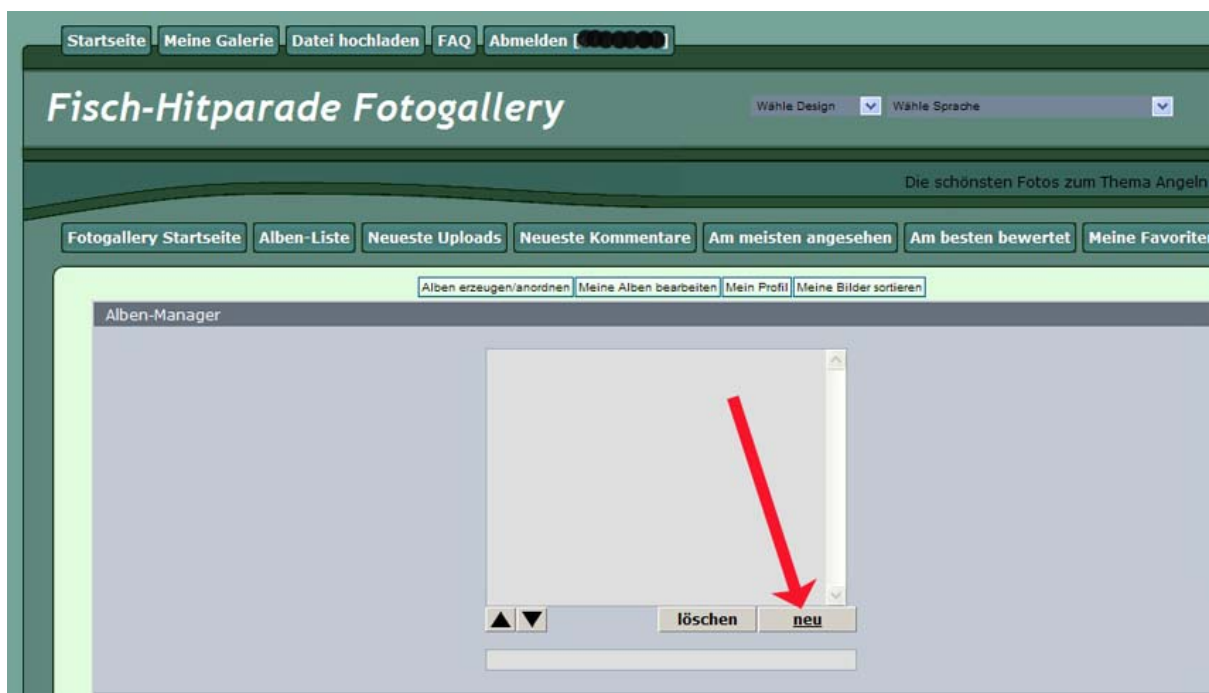 Startseite Meine Galerie Datei hochladen FAQ Abmelden [ ]
Fisch-Hitparade Fotogallery
Wähle Design Wähle Sprache
Die schönsten Fotos zum Thema Angeln
Fotogallery Startseite Alben-Liste Neueste Uploads Neueste Kommentare Am meisten angesehen Am besten bewertet Meine Favoriten
Alben erzeugen/anordnen Meine Alben bearbeiten Mein Profil Meine Bilder sortieren
Alben-Manager
löschen neu